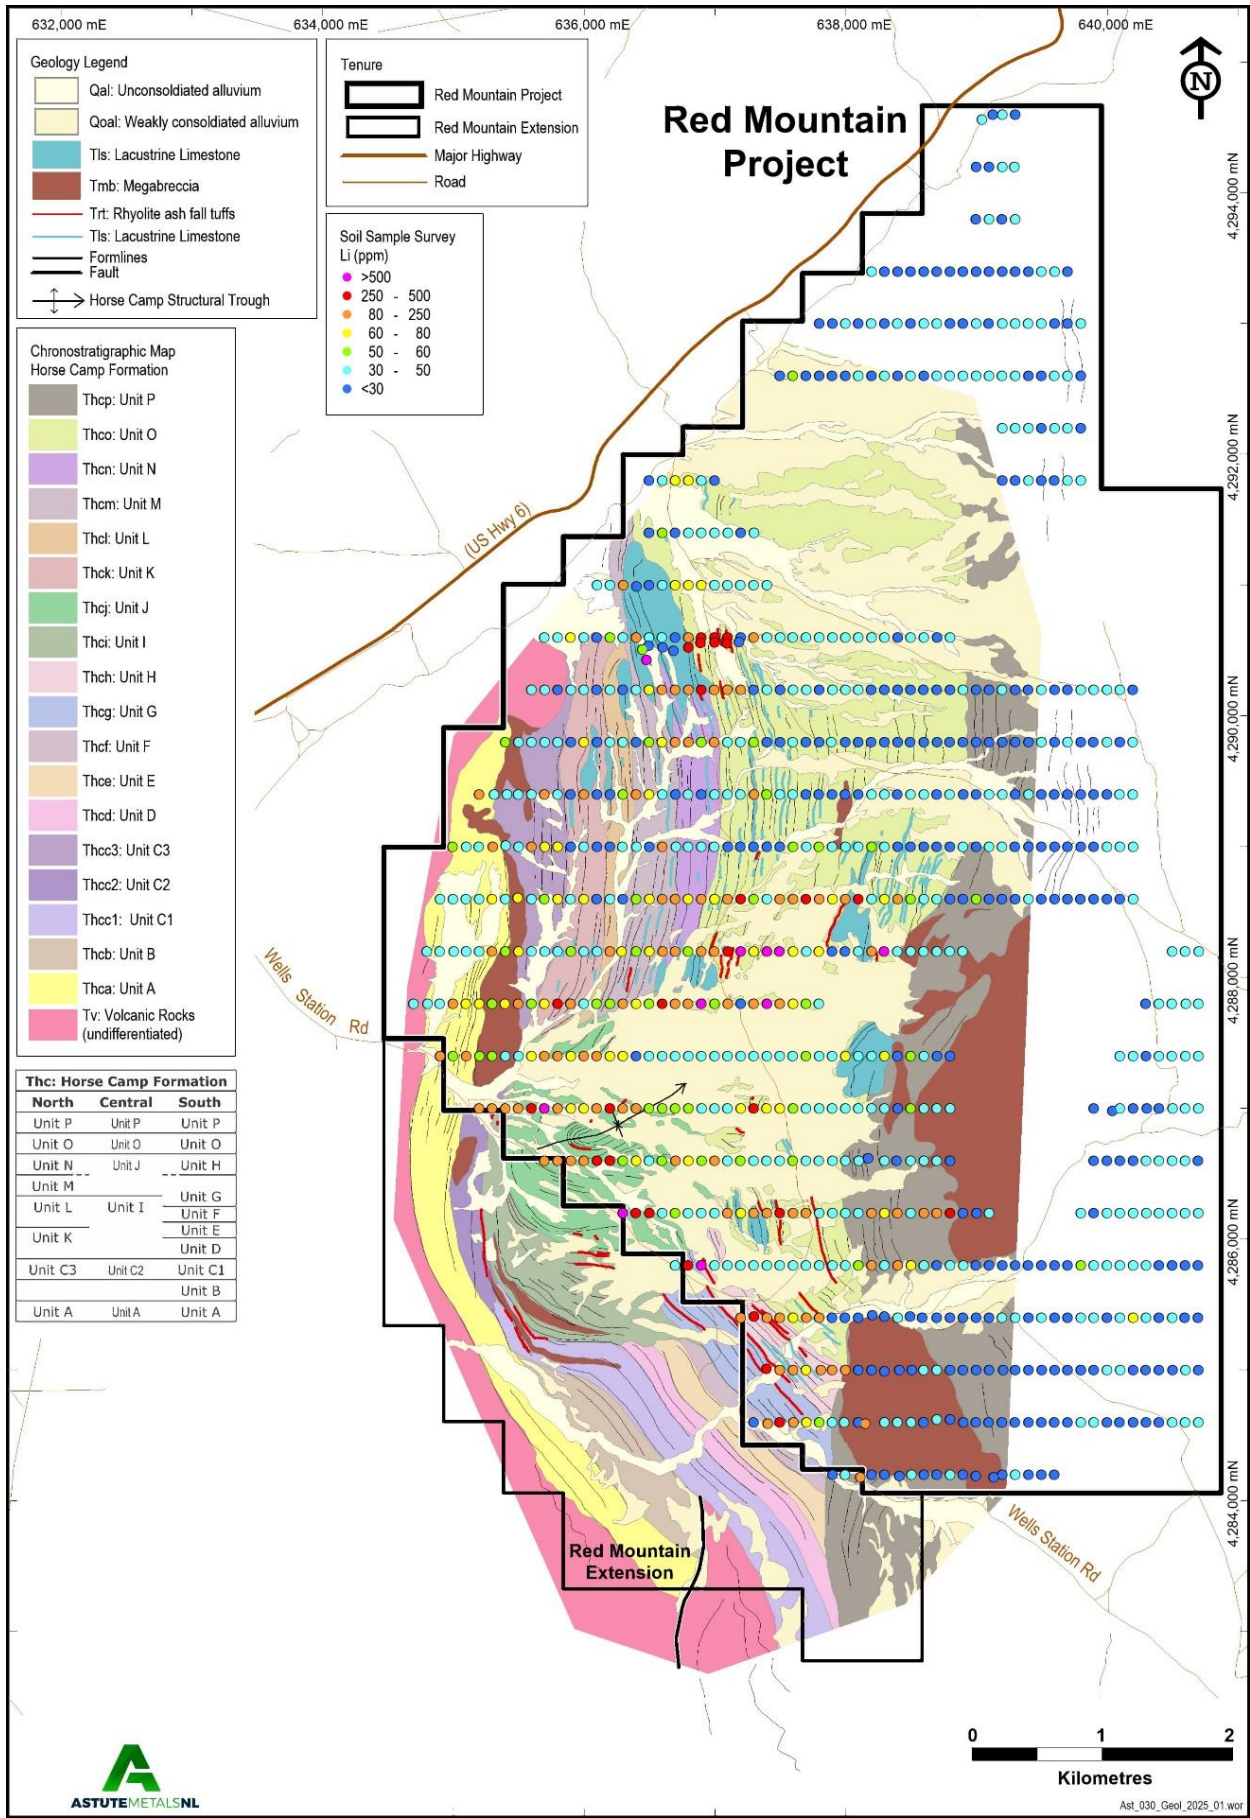 632,000 mE
634,000 mE
636,000 mE
638,000 mE
640,000 mE
Geology Legend
Qal: Unconsoldiated alluvium
Qoal: Weakly consoldiated alluvium
Tls: Lacustrine Limestone
Tmb: Megabreccia
Trt: Rhyolite ash fall tuffs
Tls: Lacustrine Limestone
Formlines
Fault
Horse Camp Structural Trough
Tenure
Red Mountain Project
Red Mountain Extension
Major Highway
Road
Soil Sample Survey
Li (ppm)
>500
250 - 500
80 - 250
60 - 80
50 - 60
30 - 50
<30
Red Mountain
Project
N
Chronostratigraphic Map
Horse Camp Formation
Thcp: Unit P
Thco: Unit O
Thcn: Unit N
Thcm: Unit M
Thcl: Unit L
Thck: Unit K
Thcj: Unit J
Thci: Unit I
Thch: Unit H
Thcg: Unit G
Thcf: Unit F
Thce: Unit E
Thcd: Unit D
Thcc3: Unit C3
Thcc2: Unit C2
Thcc1: Unit C1
Thcb: Unit B
Thca: Unit A
Tv: Volcanic Rocks
(undifferentiated)
Thc: Horse Camp Formation
North Central South
Unit P Unit P Unit P
Unit O Unit O Unit O
Unit N Unit J Unit H
Unit M
Unit G
Unit L Unit I
Unit F
Unit E
Unit K
Unit D
Unit C3 Unit C2 Unit C1
Unit B
Unit A Unit A Unit A
(US Hwy 6)
Wells Station Rd
Wells Station Rd
Red Mountain
Extension
4,294,000 mN
4,292,000 mN
4,290,000 mN
4,288,000 mN
4,286,000 mN
4,284,000 mN
0 1 2
Kilometres
ASTUTEMETALSNL
Ast_030_Geol_2025_01.wor